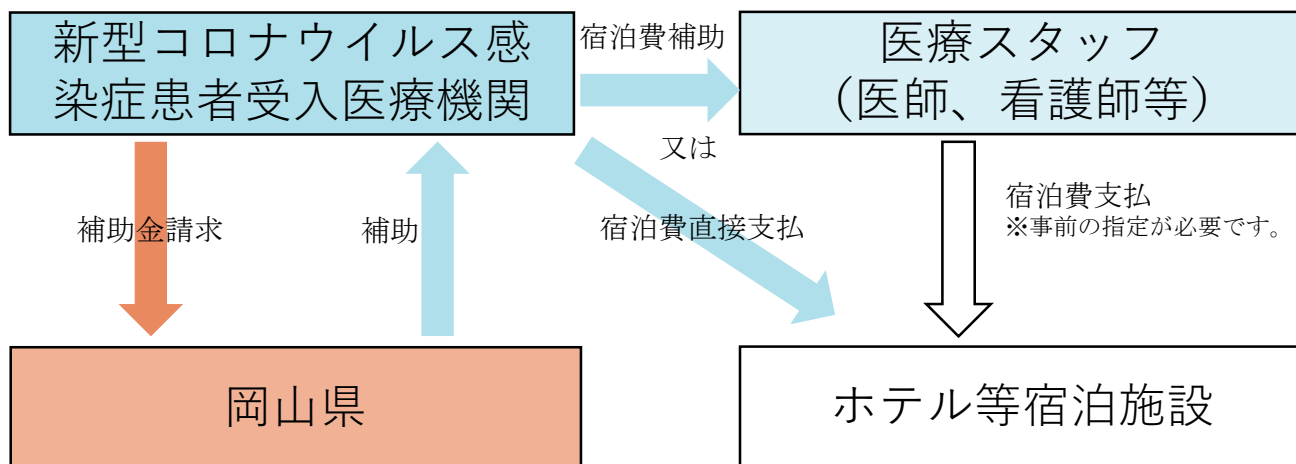 新型コロナウイルス感
染症患者受入医療機関
宿泊費補助
医療スタッフ
（医師、看護師等）
又は
補助金請求
補助
宿泊費直接支払
宿泊費支払
※事前の指定が必要です。
岡山県
ホテル等宿泊施設